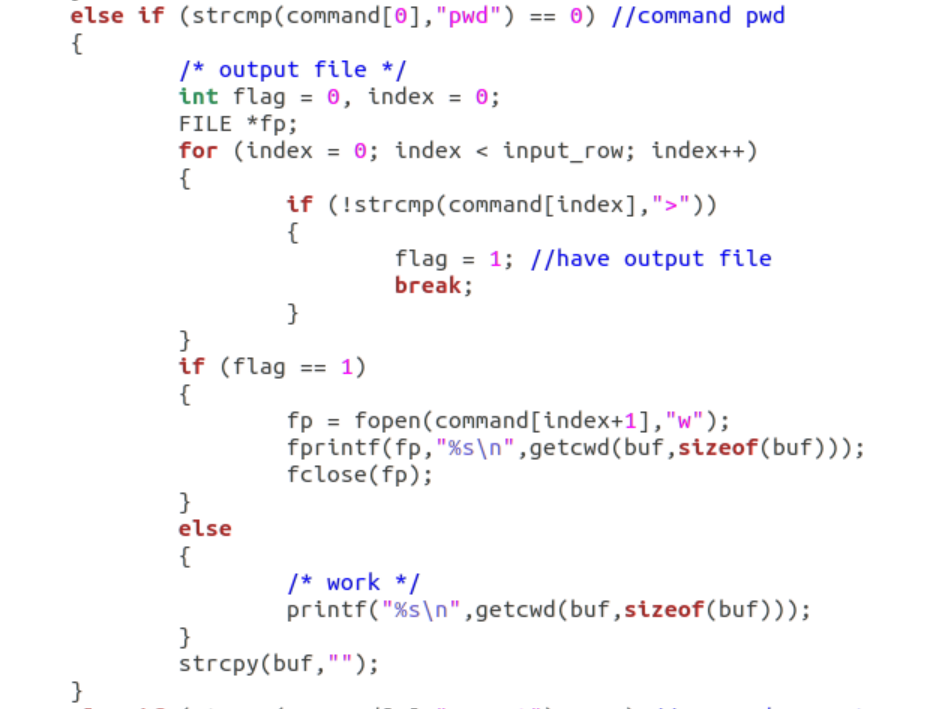 else if (strcmp(command[0],"pwd") == 0) //command pwd
{
/* output file */
int flag = 0, index = 0;
FILE *fp;
for (index = 0; index < input_row; index++)
{
if (!strcmp(command[index],">"))
{
flag = 1; //have output file
break;
}
}
if (flag == 1)
{
fp = fopen(command[index+1],"w");
fprintf(fp,"%s\n",getcwd(buf,sizeof(buf)));
fclose(fp);
}
else
{
/* work */
printf("%s\n",getcwd(buf,sizeof(buf)));
}
strcpy(buf,"");
}